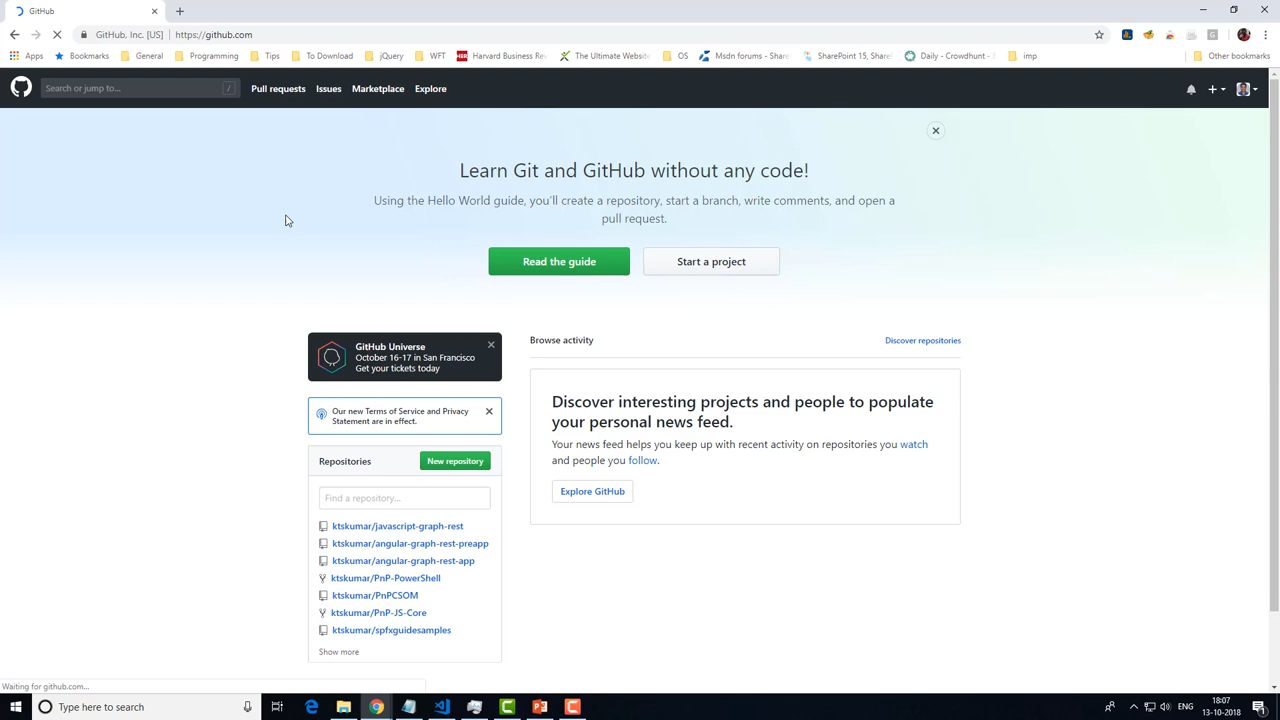 GitHub
GitHub, Inc. [US] | https://github.com
Apps Bookmarks General Programming Tips To Download jQuery WFT Harvard Business Re The Ultimate Website OS Msdn forums - Share SharePoint 15, Share Daily - Crowdhunt - imp Other bookmarks
Search or jump to... / Pull requests Issues Marketplace Explore
Learn Git and GitHub without any code!
Using the Hello World guide, you'll create a repository, start a branch, write comments, and open a
pull request.
Read the guide Start a project
GitHub Universe
October 16-17 in San Francisco
Get your tickets today
Our new Terms of Service and Privacy
Statement are in effect.
Repositories New repository
Find a repository...
ktskumar/javascript-graph-rest
ktskumar/angular-graph-rest-preapp
ktskumar/angular-graph-rest-app
ktskumar/PnP-PowerShell
ktskumar/PnPCSOM
ktskumar/PnP-JS-Core
ktskumar/spfxguidesamples
Show more
Browse activity Discover repositories
Discover interesting projects and people to populate
your personal news feed.
Your news feed helps you keep up with recent activity on repositories you watch
and people you follow.
Explore GitHub
Waiting for github.com...
Type here to search
ENG
18:07
13-10-2018